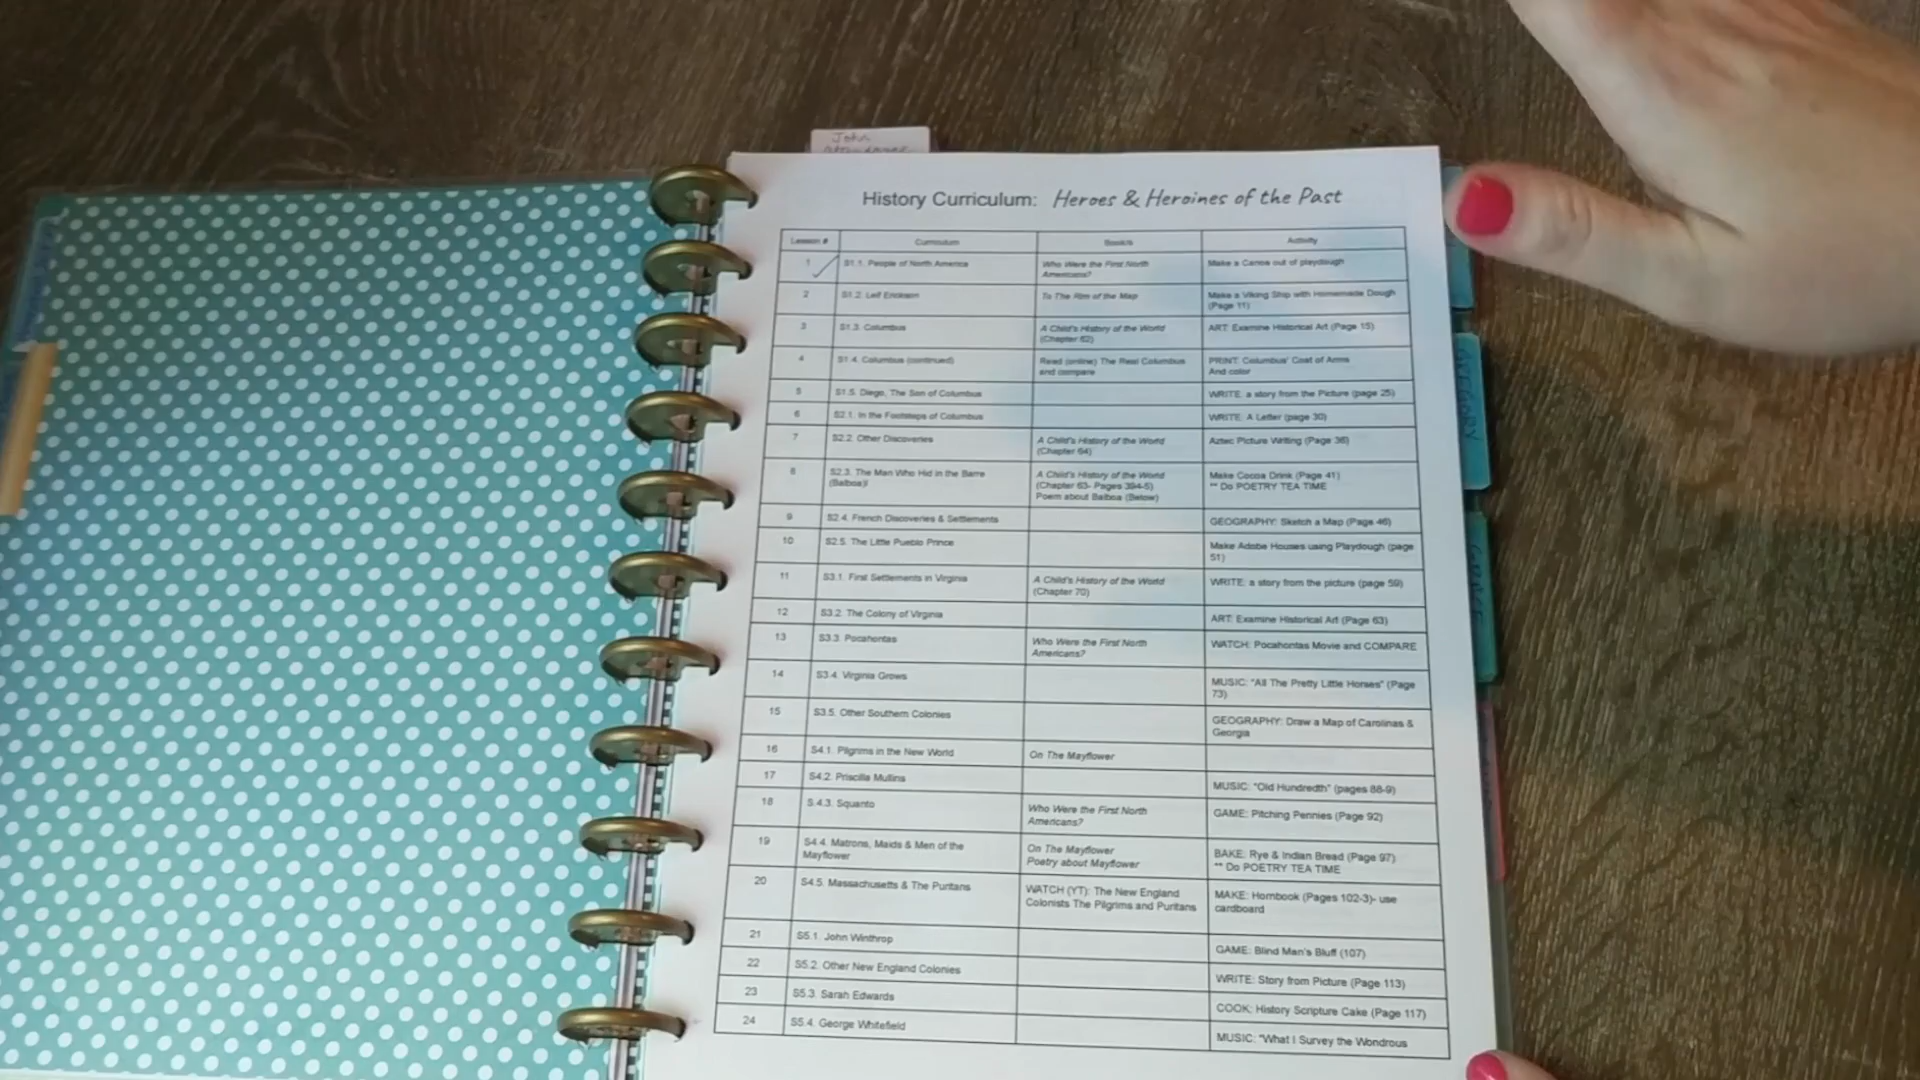 John
History Curriculum: Heroes & Heroines of the Past
Lesson # Curriculum Book/s Activity
1 S1.1. People of North America Who Were the First North Americans? Make a Canoe out of playdough
2 S1.2. Leif Erickson To The Rim of the Map Make a Viking Ship with Homemade Dough (Page 11)
3 S1.3. Columbus A Child's History of the World (Chapter 62) ART: Examine Historical Art (Page 15)
4 S1.4. Columbus (continued) Read (online) The Real Columbus and compare PRINT: Columbus' Coat of Arms And color
5 S1.5. Diego, The Son of Columbus WRITE: a story from the Picture (page 25)
6 S2.1. In the Footsteps of Columbus WRITE: A Letter (page 30)
7 S2.2. Other Discoveries A Child's History of the World (Chapter 64) Aztec Picture Writing (Page 36)
8 S2.3. The Man Who Hid in the Barre (Balboa)l A Child's History of the World (Chapter 63- Pages 394-5) Poem about Balboa (Below) Make Cocoa Drink (Page 41) ** Do POETRY TEA TIME
9 S2.4. French Discoveries & Settlements GEOGRAPHY: Sketch a Map (Page 46)
10 S2.5. The Little Pueblo Prince Make Adobe Houses using Playdough (page 51)
11 S3.1. First Settlements in Virginia A Child's History of the World (Chapter 70) WRITE: a story from the picture (page 59)
12 S3.2. The Colony of Virginia ART: Examine Historical Art (Page 63)
13 S3.3. Pocahontas Who Were the First North Americans? WATCH: Pocahontas Movie and COMPARE
14 S3.4. Virginia Grows MUSIC: "All The Pretty Little Horses" (Page 73)
15 S3.5. Other Southern Colonies GEOGRAPHY: Draw a Map of Carolinas & Georgia
16 S4.1. Pilgrims in the New World On The Mayflower
17 S4.2. Priscilla Mullins MUSIC: "Old Hundredth" (pages 88-9)
18 S.4.3. Squanto Who Were the First North Americans? GAME: Pitching Pennies (Page 92)
19 S4.4. Matrons, Maids & Men of the Mayflower On The Mayflower Poetry about Mayflower BAKE: Rye & Indian Bread (Page 97) ** Do POETRY TEA TIME
20 S4.5. Massachusetts & The Puritans WATCH (YT): The New England Colonists The Pilgrims and Puritans MAKE: Hornbook (Pages 102-3)- use cardboard
21 S5.1. John Winthrop GAME: Blind Man's Bluff (107)
22 S5.2. Other New England Colonies WRITE: Story from Picture (Page 113)
23 S5.3. Sarah Edwards COOK: History Scripture Cake (Page 117)
24 S5.4. George Whitefield MUSIC: "What I Survey the Wondrous
GREGORY
GRACE